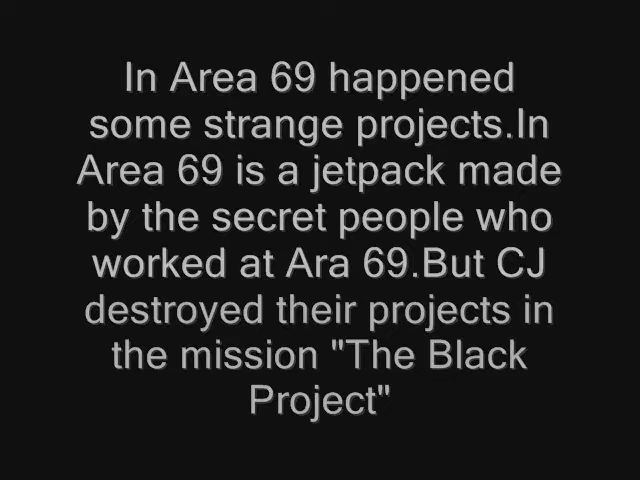 In Area 69 happened
some strange projects.In
Area 69 is a jetpack made
by the secret people who
worked at Ara 69.But CJ
destroyed their projects in
the mission "The Black
Project"